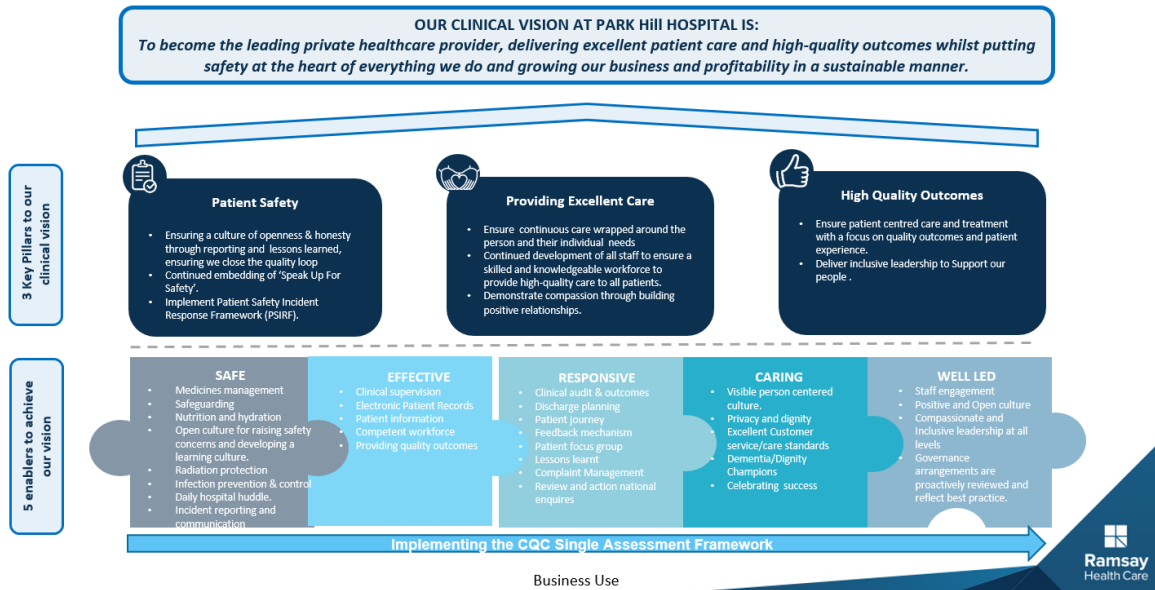 OUR CLINICAL VISION AT PARK Hill HOSPITAL IS:
To become the leading private healthcare provider, delivering excellent patient care and high-quality outcomes whilst putting
safety at the heart of everything we do and growing our business and profitability in a sustainable manner.
3 Key Pillars to our
clinical vision
Patient Safety
• Ensuring a culture of openness & honesty
through reporting and lessons learned,
ensuring we close the quality loop
• Continued embedding of 'Speak Up For
Safety'.
• Implement Patient Safety Incident
Response Framework (PSIRF).
Providing Excellent Care
• Ensure continuous care wrapped around the
person and their individual needs
• Continued development of all staff to ensure a
skilled and knowledgeable workforce to
provide high-quality care to all patients.
• Demonstrate compassion through building
positive relationships.
High Quality Outcomes
• Ensure patient centred care and treatment
with a focus on quality outcomes and patient
experience.
• Deliver inclusive leadership to Support our
people .
5 enablers to achieve
our vision
SAFE
• Medicines management
• Safeguarding
• Nutrition and hydration
• Open culture for raising safety
concerns and developing a
learning culture.
• Radiation protection
• Infection prevention & control
• Daily hospital huddle.
• Incident reporting and
communication
EFFECTIVE
• Clinical supervision
• Electronic Patient Records
• Patient information
• Competent workforce
• Providing quality outcomes
RESPONSIVE
• Clinical audit & outcomes
• Discharge planning
• Patient journey
• Feedback mechanism
• Patient focus group
• Lessons learnt
• Complaint Management
• Review and action national
enquires
CARING
• Visible person centered
culture.
• Privacy and dignity
• Excellent Customer
service/care standards
• Dementia/Dignity
Champions
• Celebrating success
WELL LED
• Staff engagement
• Positive and Open culture
• Compassionate and
Inclusive leadership at all
levels
• Governance
arrangements are
proactively reviewed and
reflect best practice.
Implementing the CQC Single Assessment Framework
Ramsay
Health Care
Business Use